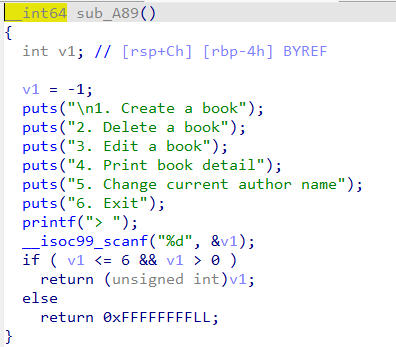 __int64 sub_A89()
{
  int v1; // [rsp+Ch] [rbp-4h] BYREF

  v1 = -1;
  puts("\n1. Create a book");
  puts("2. Delete a book");
  puts("3. Edit a book");
  puts("4. Print book detail");
  puts("5. Change current author name");
  puts("6. Exit");
  printf("> ");
  __isoc99_scanf("%d", &v1);
  if ( v1 <= 6 && v1 > 0 )
    return (unsigned int)v1;
  else
    return 0xFFFFFFFFLL;
}